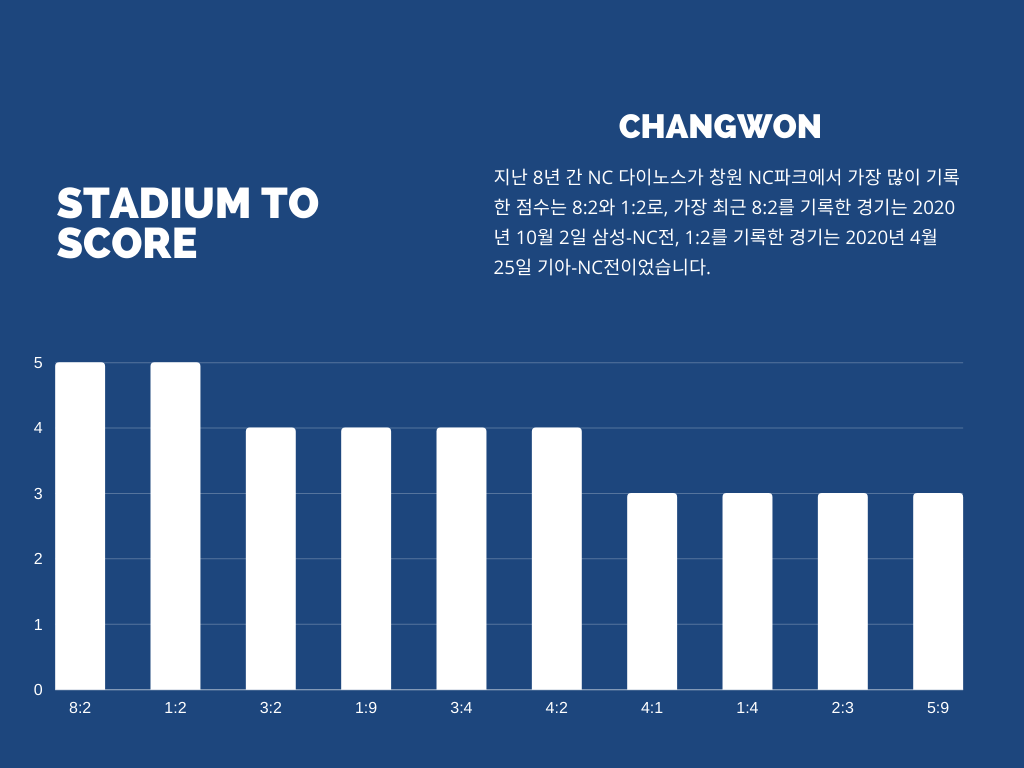 STADIUM TO
SCORE
CHANGWON
지난 8년 간 NC 다이노스가 창원 NC파크에서 가장 많이 기록
한 점수는 8:2와 1:2로, 가장 최근 8:2를 기록한 경기는 2020
년 10월 2일 삼성-NC전, 1:2를 기록한 경기는 2020년 4월
25일 기아-NC전이었습니다.
5
4
3
2
1
0
8:2 1:2 3:2 1:9 3:4 4:2 4:1 1:4 2:3 5:9